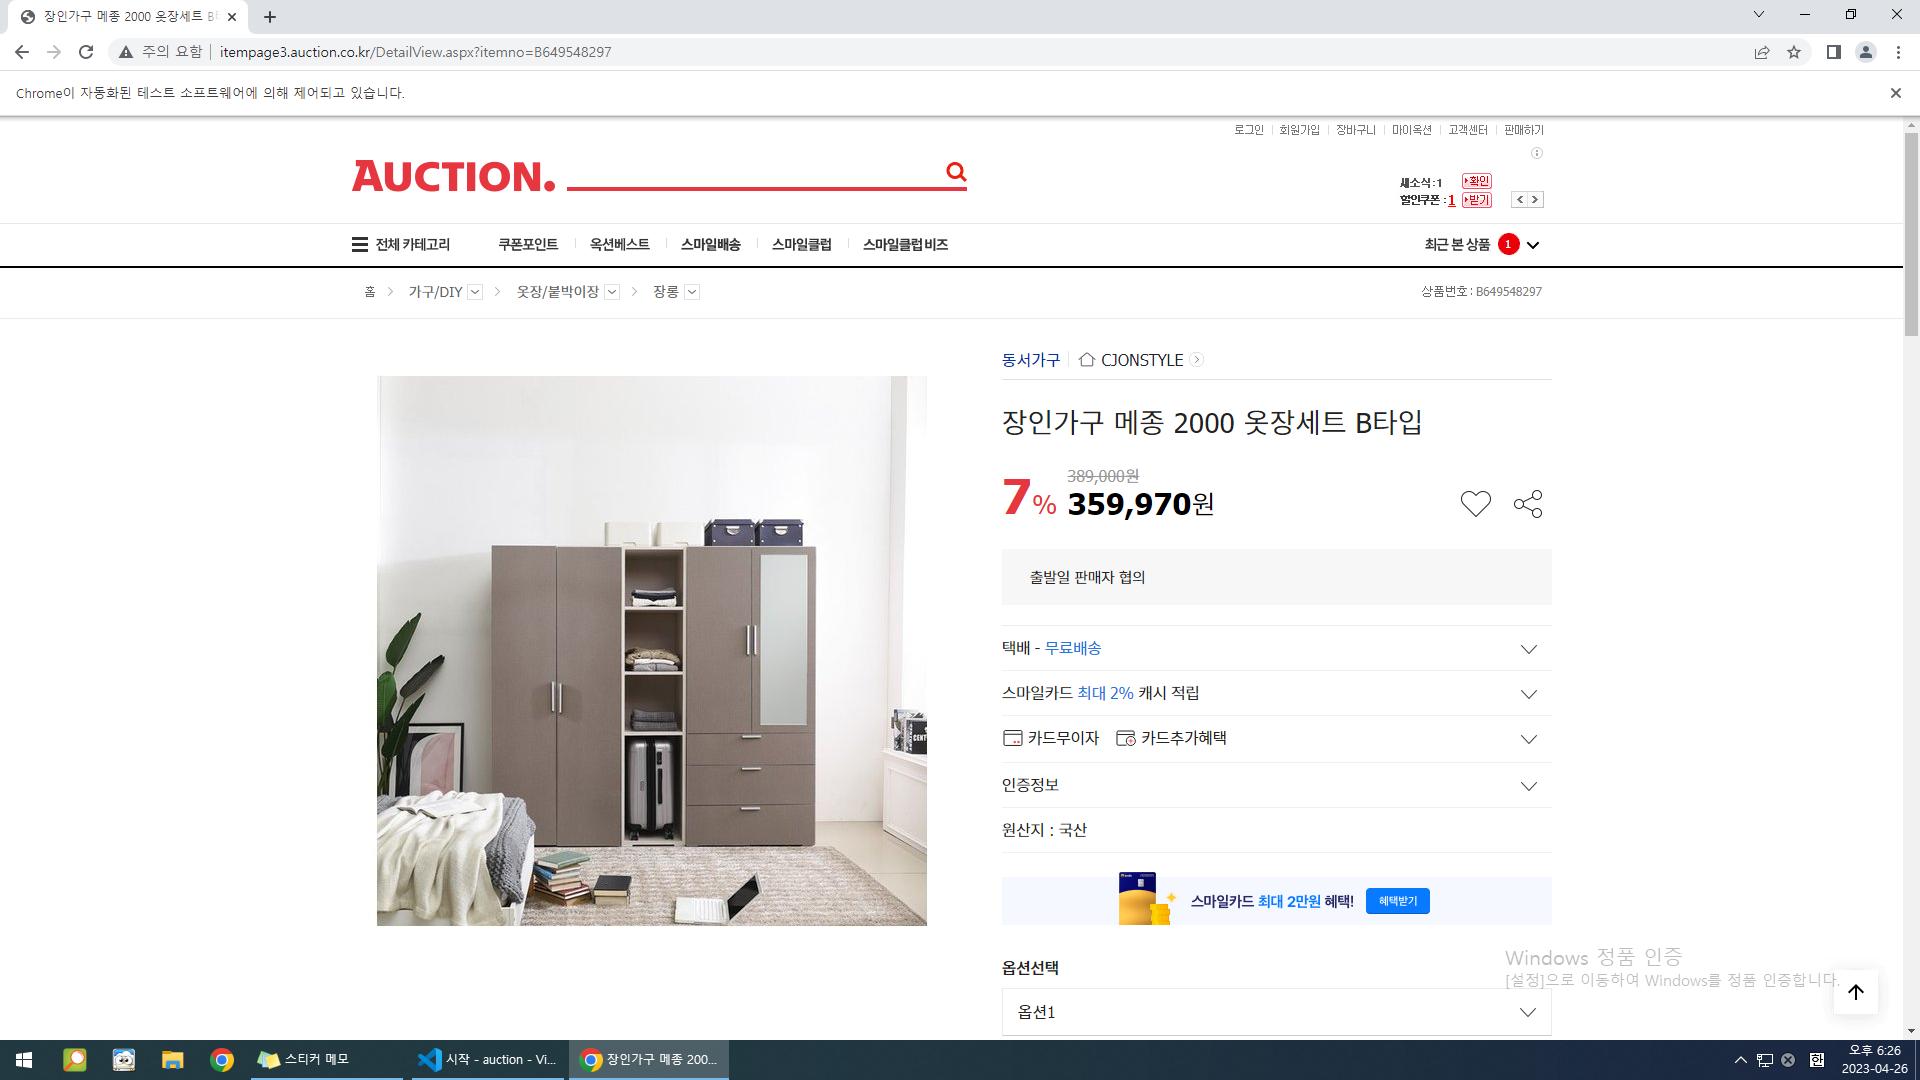 장인가구 메종 2000 옷장세트 B타
주의 요함 | itempage3.auction.co.kr/DetailView.aspx?itemno=B649548297
Chrome이 자동화된 테스트 소프트웨어에 의해 제어되고 있습니다.
로그인 회원가입 장바구니 마이옥션 고객센터 판매하기
AUCTION.
새소식 : 1 확인
할인쿠폰 : 1 받기
전체 카테고리 쿠폰포인트 옥션베스트 스마일배송 스마일클럽 스마일클럽 비즈 최근 본 상품 1
홈 > 가구/DIY > 옷장/붙박이장 > 장롱 상품번호 : B649548297
동서가구 CJONSTYLE
장인가구 메종 2000 옷장세트 B타입
389,000원
7% 359,970원
출발일 판매자 협의
택배 - 무료배송
스마일카드 최대 2% 캐시 적립
카드무이자 카드추가혜택
인증정보
원산지 : 국산
스마일카드 최대 2만원 혜택! 혜택받기
옵션선택
옵션1
Windows 정품 인증
[설정]으로 이동하여 Windows를 정품 인증합니다.
스티커 메모 시작 - auction - Vi... 장인가구 메종 200... 한 오후 6:26
2023-04-26